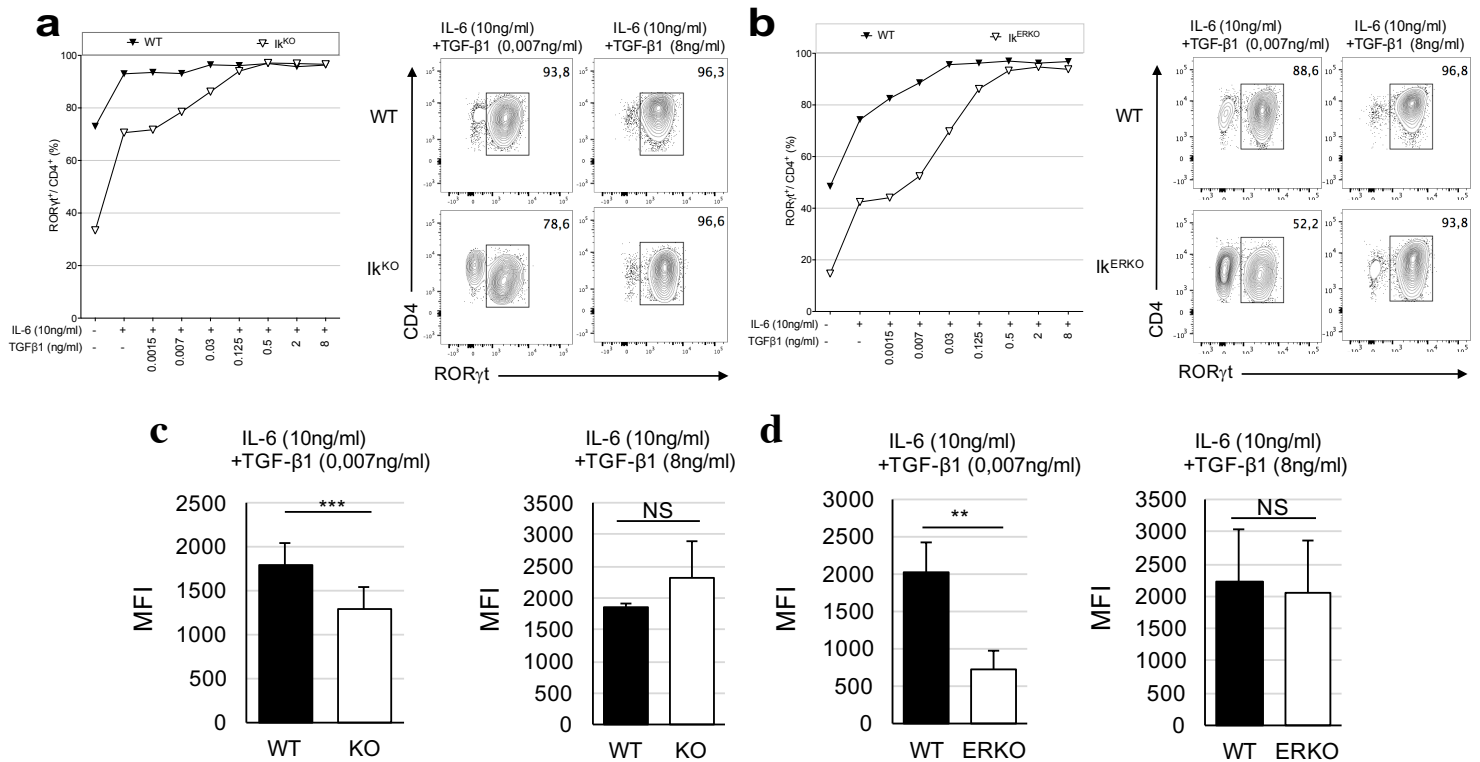 a
WT
Ik^KO
RORγt⁺/ CD4⁺ (%)
100
80
60
40
20
0
IL-6 (10ng/ml) - + + + + + + + +
TGFβ1 (ng/ml) - - 0.0015 0.007 0.03 0.125 0.5 2 8
IL-6 (10ng/ml)
+TGF-β1 (0,007ng/ml)
IL-6 (10ng/ml)
+TGF-β1 (8ng/ml)
WT
93,8
96,3
Ik^KO
78,6
96,6
CD4
RORγt
b
WT
Ik^ERKO
RORγt⁺/ CD4⁺ (%)
100
80
60
40
20
0
IL-6 (10ng/ml) - + + + + + + + +
TGFβ1 (ng/ml) - - 0.0015 0.007 0.03 0.125 0.5 2 8
IL-6 (10ng/ml)
+TGF-β1 (0,007ng/ml)
IL-6 (10ng/ml)
+TGF-β1 (8ng/ml)
WT
88,6
96,8
Ik^ERKO
52,2
93,8
CD4
RORγt
c
IL-6 (10ng/ml)
+TGF-β1 (0,007ng/ml)
MFI
2500
2000
1500
1000
500
0
***
WT KO
IL-6 (10ng/ml)
+TGF-β1 (8ng/ml)
MFI
3500
3000
2500
2000
1500
1000
500
0
NS
WT KO
d
IL-6 (10ng/ml)
+TGF-β1 (0,007ng/ml)
MFI
3000
2500
2000
1500
1000
500
0
**
WT ERKO
IL-6 (10ng/ml)
+TGF-β1 (8ng/ml)
MFI
3500
3000
2500
2000
1500
1000
500
0
NS
WT ERKO